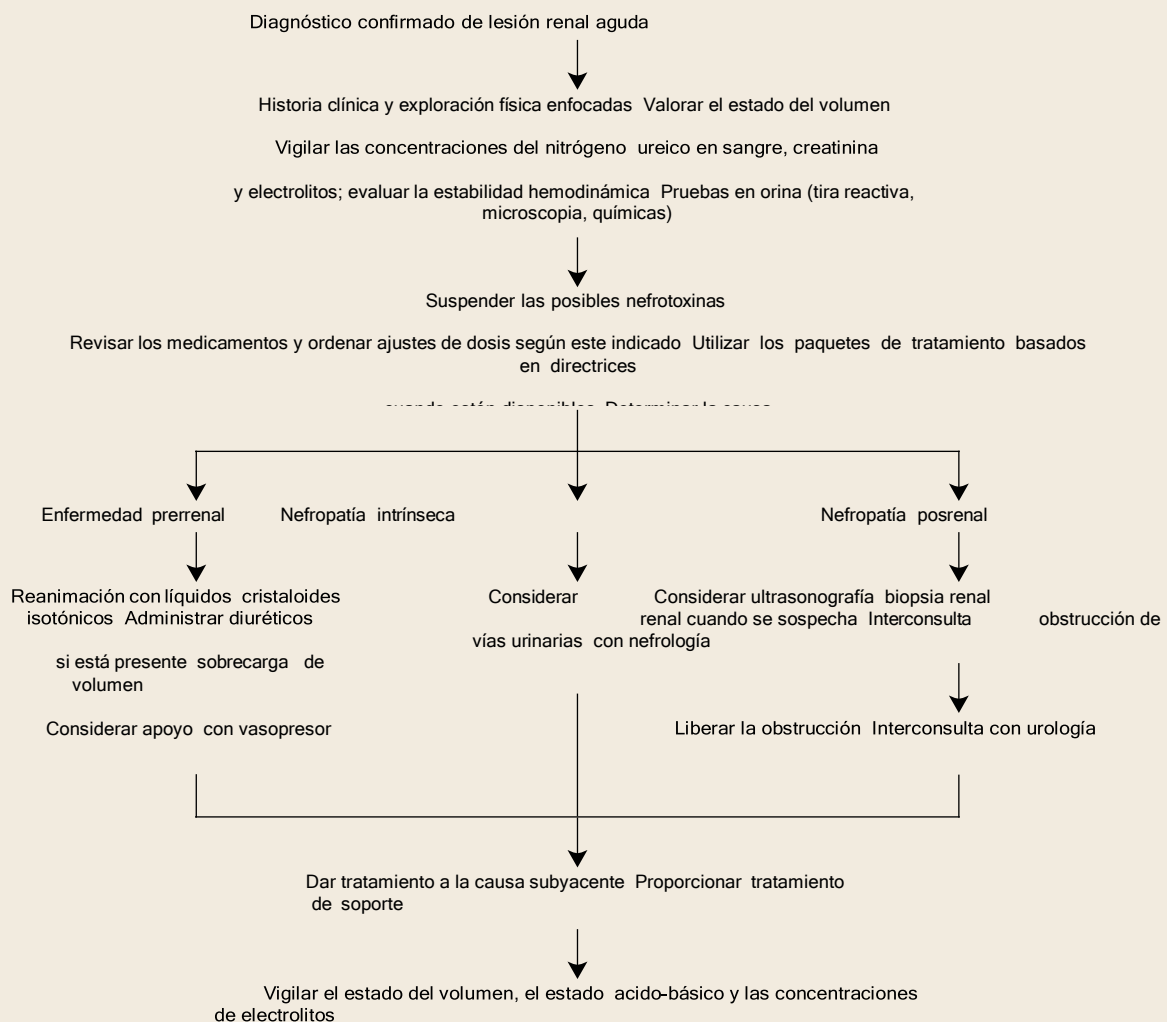 Diagnóstico confirmado de lesión renal aguda
Historia clínica y exploración física enfocadas Valorar el estado del volumen
Vigilar las concentraciones del nitrógeno ureico en sangre, creatinina
y electrolitos; evaluar la estabilidad hemodinámica Pruebas en orina (tira reactiva,
microscopia, químicas)
Suspender las posibles nefrotoxinas
Revisar los medicamentos y ordenar ajustes de dosis según este indicado Utilizar los paquetes de tratamiento basados
en directrices
cuando estén disponibles Determinar la causa
Enfermedad prerrenal Nefropatía intrínseca Nefropatía posrenal
Reanimación con líquidos cristaloides Considerar Considerar ultrasonografía biopsia renal
isotónicos Administrar diuréticos renal cuando se sospecha Interconsulta obstrucción de
vías urinarias con nefrología
si está presente sobrecarga de
volumen
Considerar apoyo con vasopresor Liberar la obstrucción Interconsulta con urología
Dar tratamiento a la causa subyacente Proporcionar tratamiento
de soporte
Vigilar el estado del volumen, el estado acido-básico y las concentraciones
de electrolitos